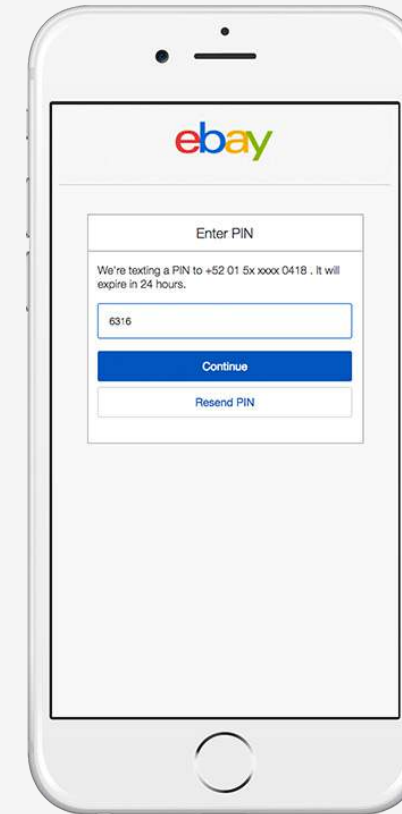 ebay
Enter PIN
We're texting a PIN to +52 01 5x xxxx 0418 . It will
expire in 24 hours.
6316
Continue
Resend PIN